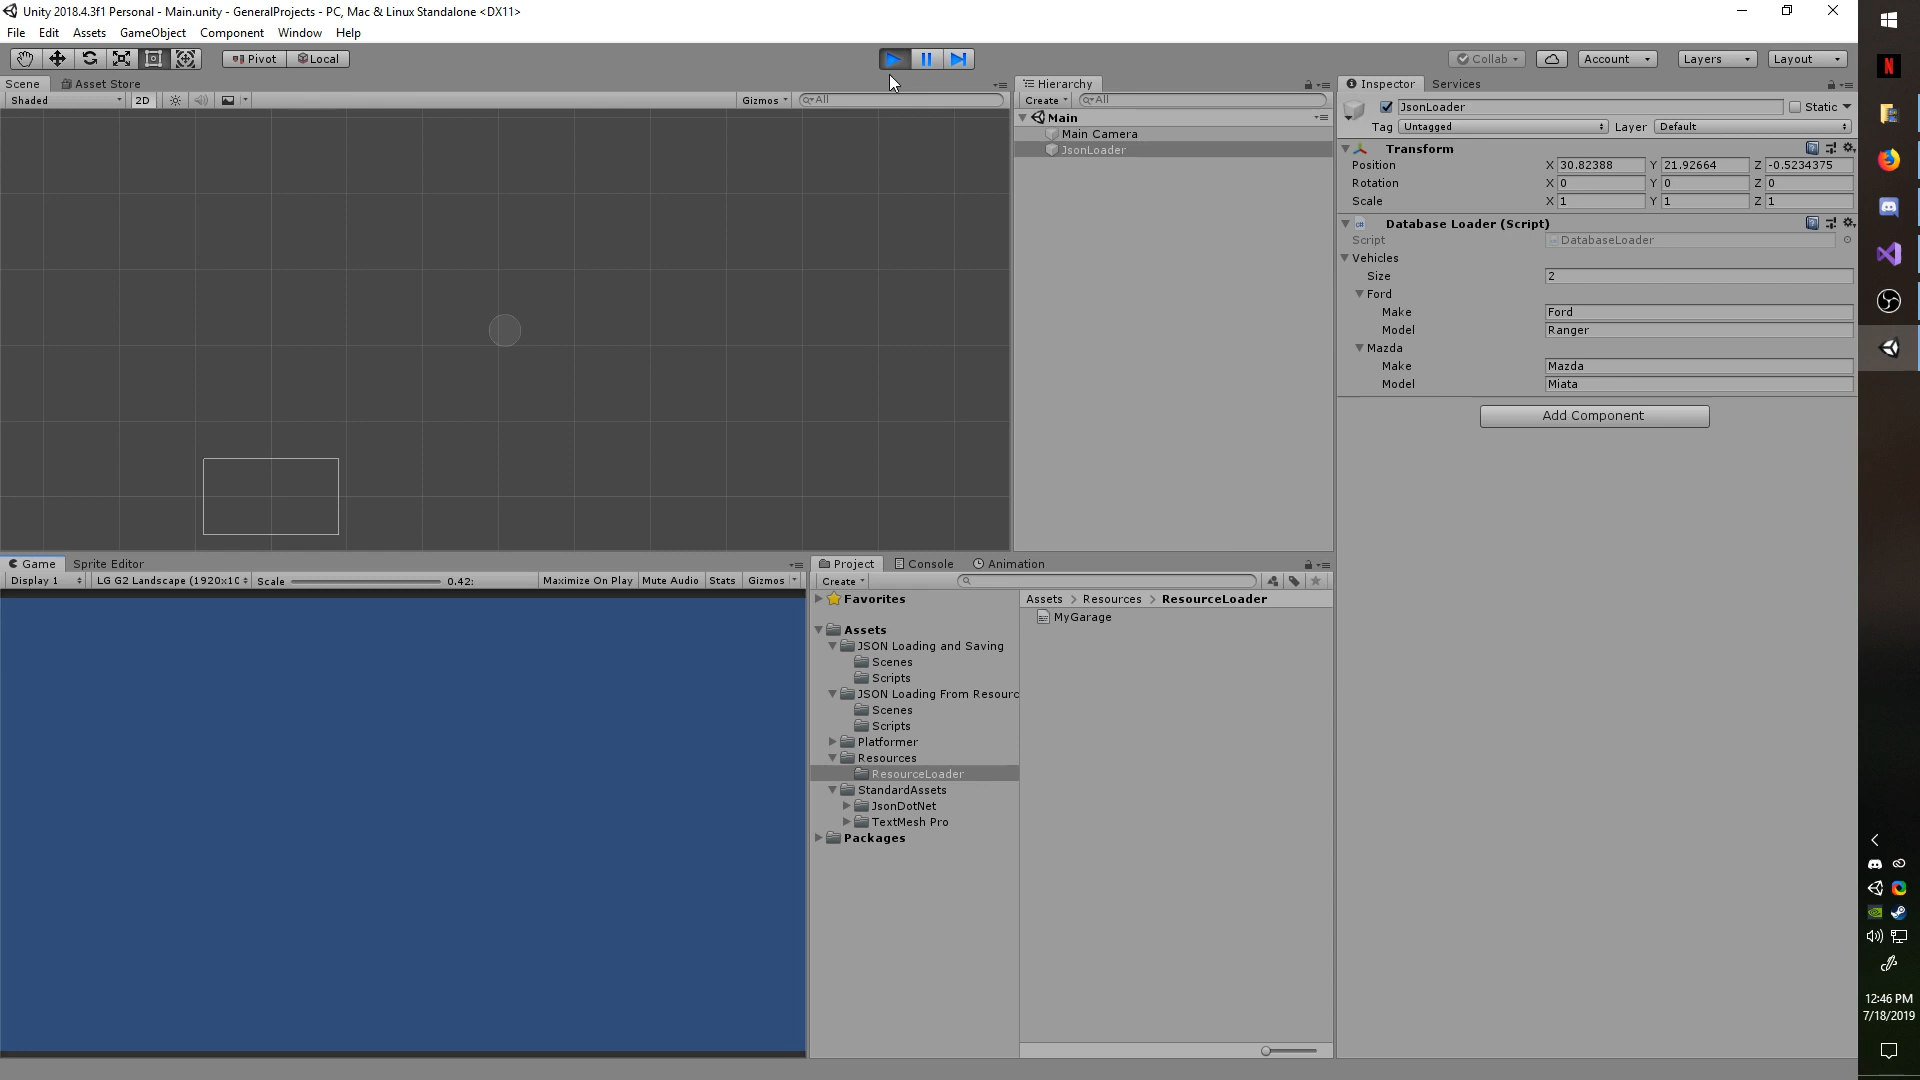 Unity 2018.4.3f1 Personal - Main.unity - GeneralProjects - PC, Mac & Linux Standalone <DX11>
File Edit Assets GameObject Component Window Help
Pivot Local
Collab Account Layers Layout
Scene Asset Store
Shaded 2D Gizmos All
Hierarchy
Create All
Main
Main Camera
JsonLoader
Inspector Services
JsonLoader Static
Tag Untagged Layer Default
Transform
Position X 30.82388 Y 21.92664 Z -0.5234375
Rotation X 0 Y 0 Z 0
Scale X 1 Y 1 Z 1
Database Loader (Script)
Script DatabaseLoader
Vehicles
Size 2
Ford
Make Ford
Model Ranger
Mazda
Make Mazda
Model Miata
Add Component
Game Sprite Editor
Display 1 LG G2 Landscape (1920x10 Scale 0.42: Maximize On Play Mute Audio Stats Gizmos
Project Console Animation
Create
Favorites
Assets
JSON Loading and Saving
Scenes
Scripts
JSON Loading From Resourc
Scenes
Scripts
Platformer
Resources
ResourceLoader
StandardAssets
JsonDotNet
TextMesh Pro
Packages
Assets > Resources > ResourceLoader
MyGarage
N
12:46 PM
7/18/2019